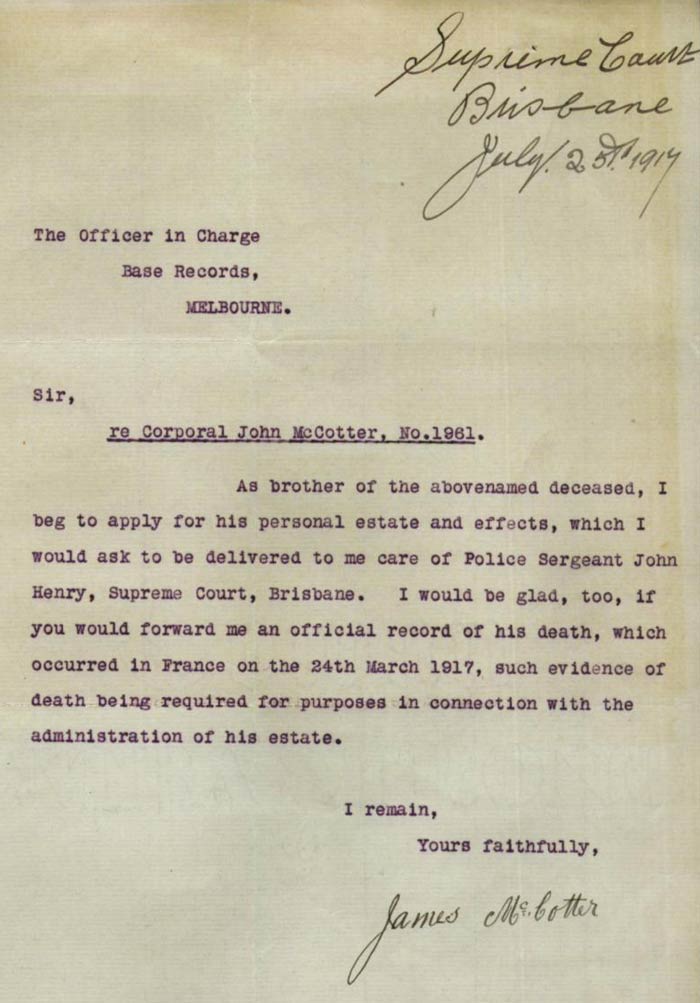 Supreme Court
Brisbane
July. 25th 1917
The Officer in Charge
Base Records,
MELBOURNE.
Sir,
re Corporal John McCotter, No.1961.
As brother of the abovenamed deceased, I
beg to apply for his personal estate and effects, which I
would ask to be delivered to me care of Police Sergeant John
Henry, Supreme Court, Brisbane. I would be glad, too, if
you would forward me an official record of his death, which
occurred in France on the 24th March 1917, such evidence of
death being required for purposes in connection with the
administration of his estate.
I remain,
Yours faithfully,
James McCotter